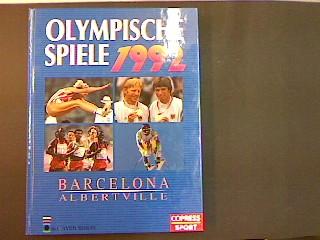 OLYMPISCHE
SPIELE 1992
BARCELONA
ALBERTVILLE
COPRESS
SPORT